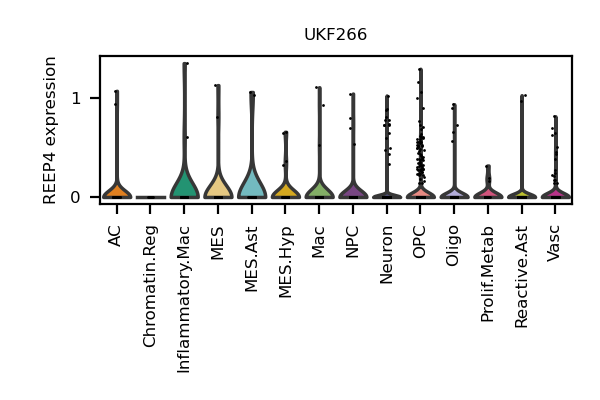 UKF266
REEP4 expression
1
0
AC
Chromatin.Reg
Inflammatory.Mac
MES
MES.Ast
MES.Hyp
Mac
NPC
Neuron
OPC
Oligo
Prolif.Metab
Reactive.Ast
Vasc